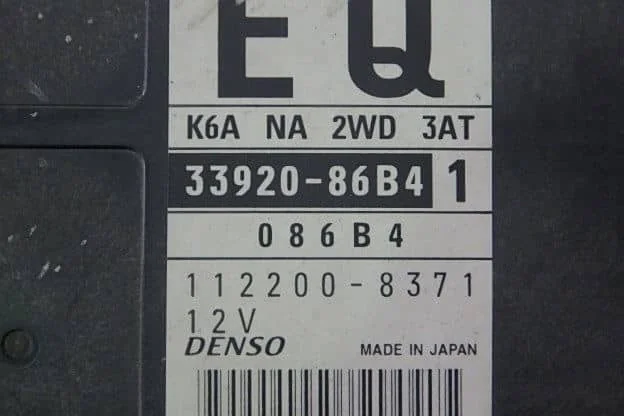 EQ
K6A NA 2WD 3AT
33920-86B4 1
086B4
112200-8371
12V
DENSO MADE IN JAPAN